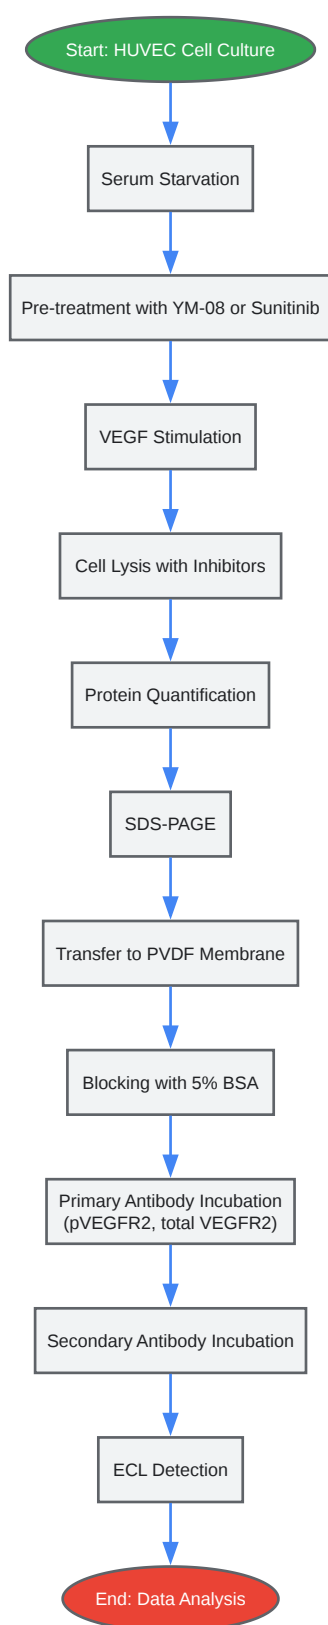 Start: HUVEC Cell Culture
Serum Starvation
Pre-treatment with YM-08 or Sunitinib
VEGF Stimulation
Cell Lysis with Inhibitors
Protein Quantification
SDS-PAGE
Transfer to PVDF Membrane
Blocking with 5% BSA
Primary Antibody Incubation
(pVEGFR2, total VEGFR2)
Secondary Antibody Incubation
ECL Detection
End: Data Analysis